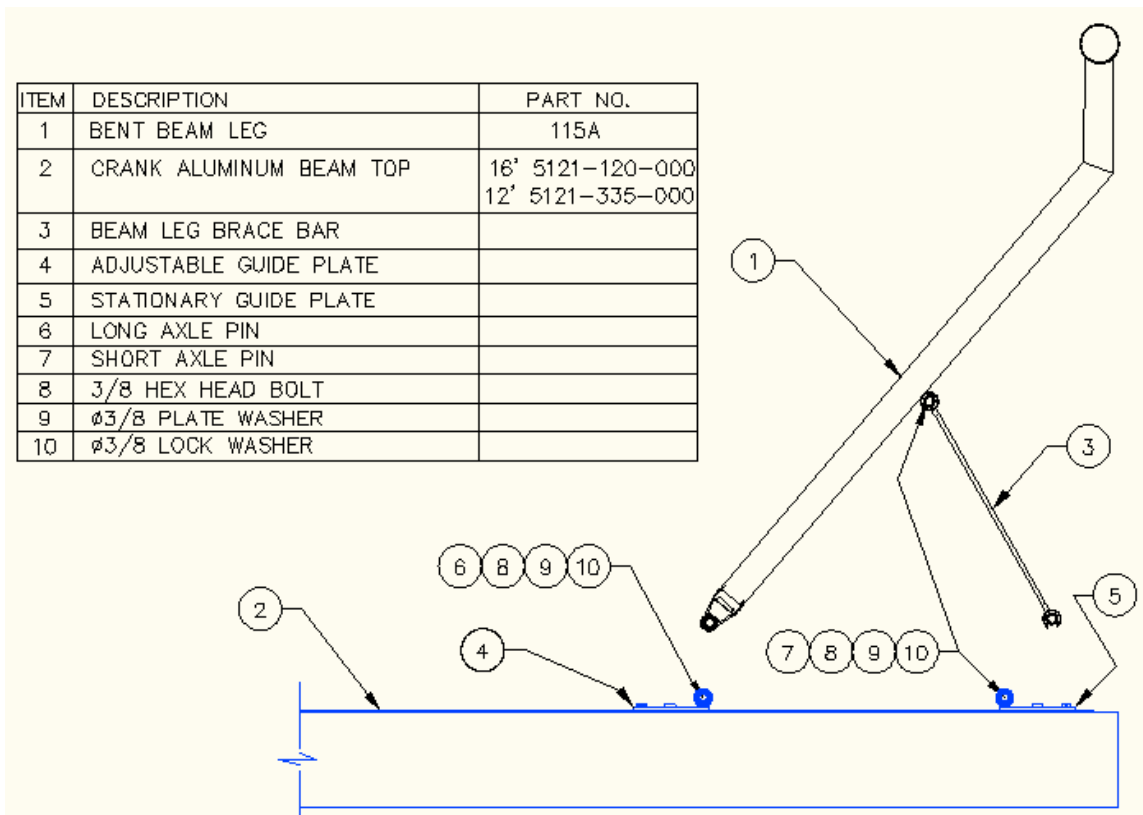 ITEM DESCRIPTION PART NO.
1 BENT BEAM LEG 115A
2 CRANK ALUMINUM BEAM TOP 16' 5121-120-000
12' 5121-335-000
3 BEAM LEG BRACE BAR
4 ADJUSTABLE GUIDE PLATE
5 STATIONARY GUIDE PLATE
6 LONG AXLE PIN
7 SHORT AXLE PIN
8 3/8 HEX HEAD BOLT
9 ø3/8 PLATE WASHER
10 ø3/8 LOCK WASHER
1
3
6 8 9 10
5
2
4
7 8 9 10